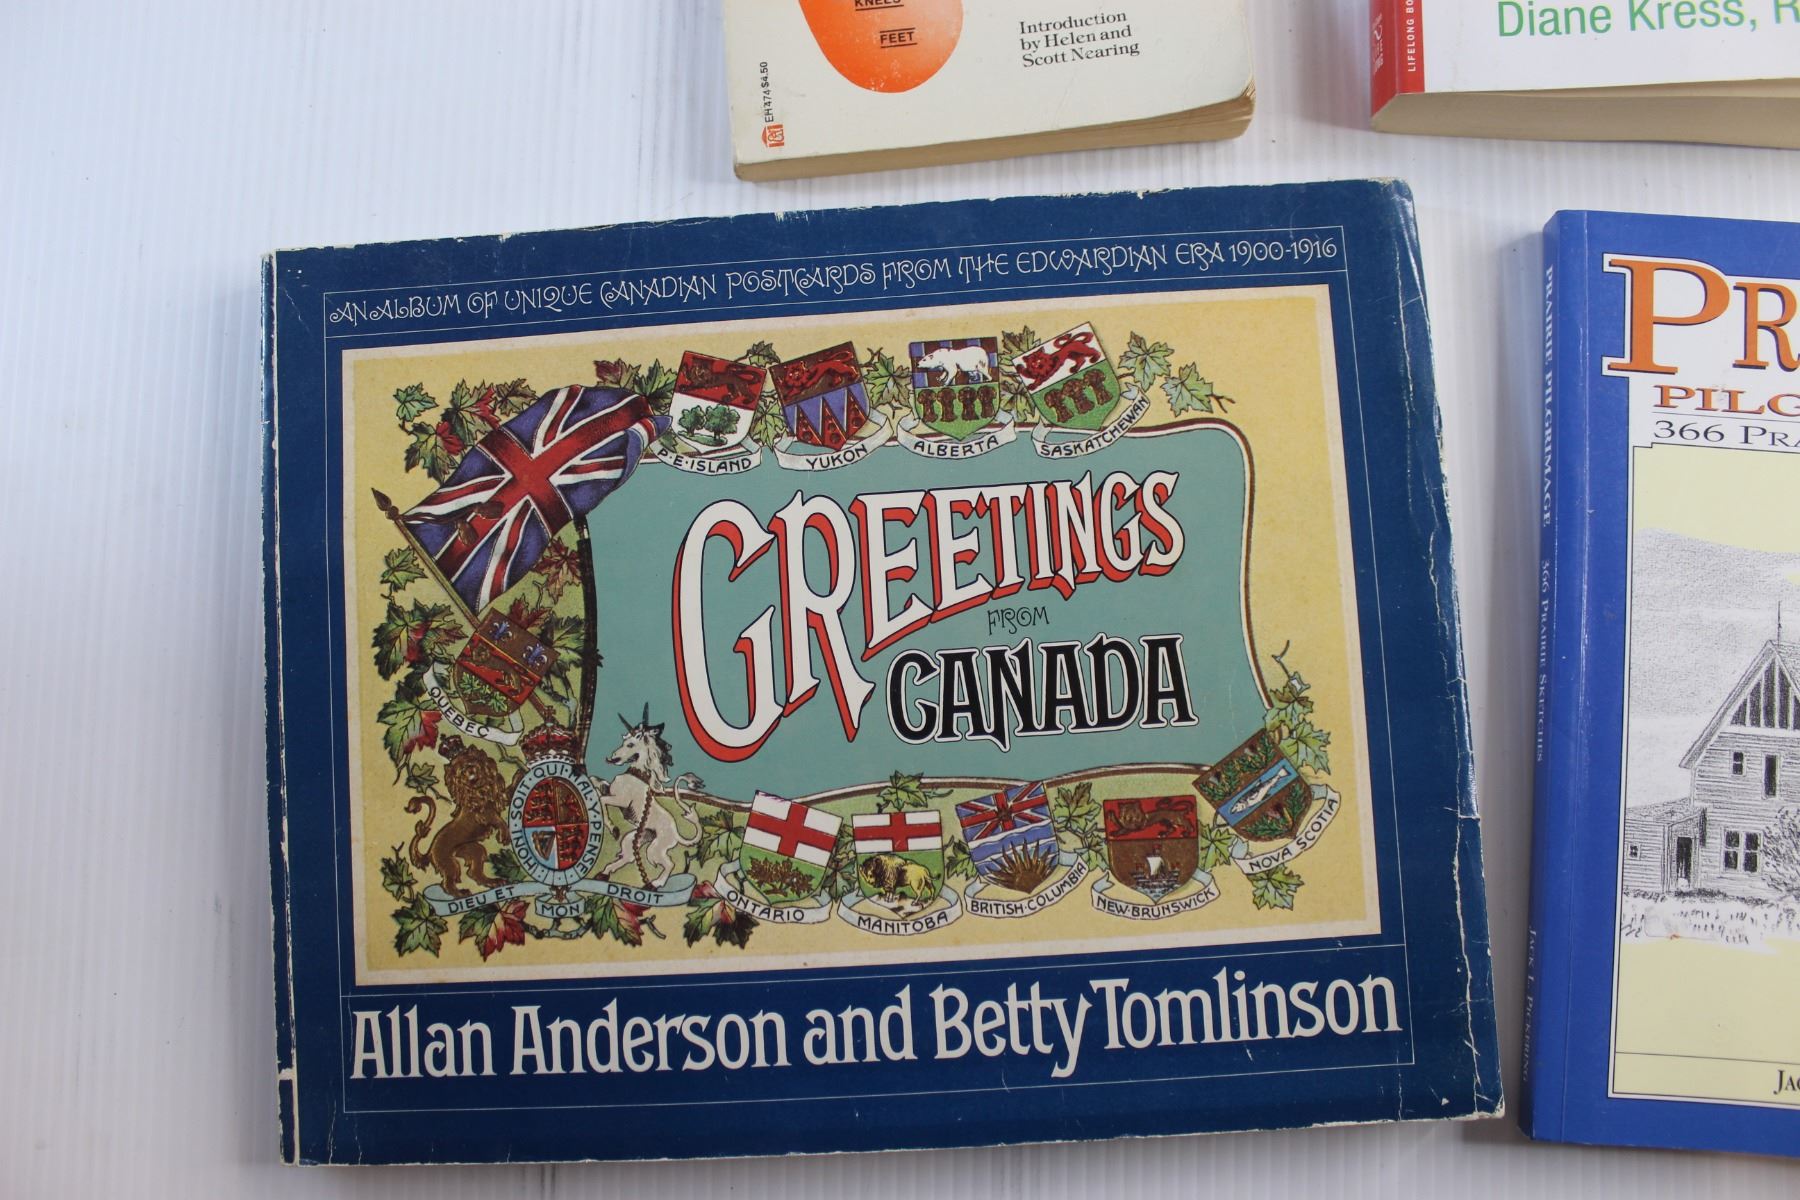 KNEES
FEET
Introduction
by Helen and
Scott Nearing
EH 474 $4.50
LIFELONG
Diane Kress,
AN ALBUM OF UNIQUE CANADIAN POSTCARDS FROM THE EDWARDIAN ERA 1900-1916
P·E·ISLAND
YUKON
ALBERTA
SASKATCHEWAN
GREETINGS
FROM
CANADA
QUEBEC
HONI·SOIT·QUI·MAL·Y·PENSE
DIEU ET
MON
DROIT
ONTARIO
MANITOBA
BRITISH·COLUMBIA
NEW·BRUNSWICK
NOVA SCOTIA
Allan Anderson and Betty Tomlinson
PRAIRIE PILGRIMAGE
366 PRAIRIE SKETCHES
JACK L. PICKERING
PR
PILG
366 PRA